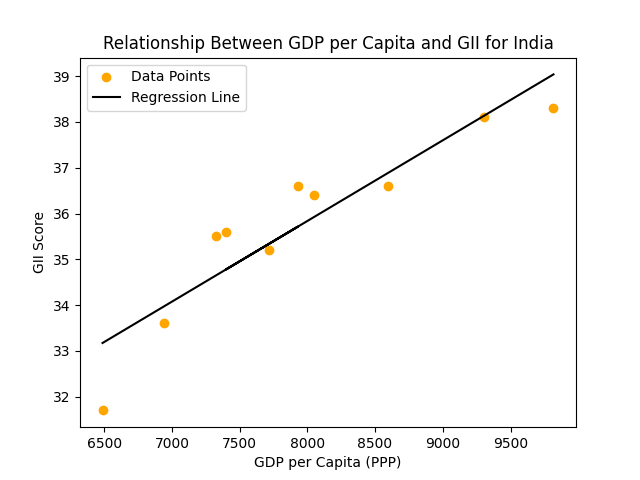 Relationship Between GDP per Capita and GII for India
Data Points
Regression Line
39
38
37
36
35
34
33
32
GII Score
6500 7000 7500 8000 8500 9000 9500
GDP per Capita (PPP)